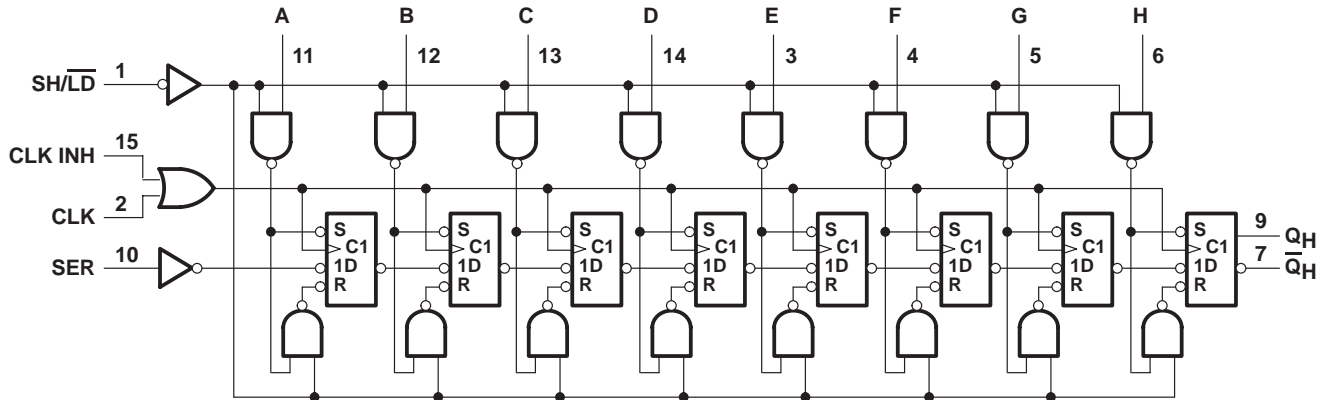 A B C D E F G H
11 12 13 14 3 4 5 6
SH/LD 1
CLK INH 15
CLK 2
SER 10
S S S S S S S S
C1 C1 C1 C1 C1 C1 C1 C1
1D 1D 1D 1D 1D 1D 1D 1D
R R R R R R R R
9 QH
7 QH